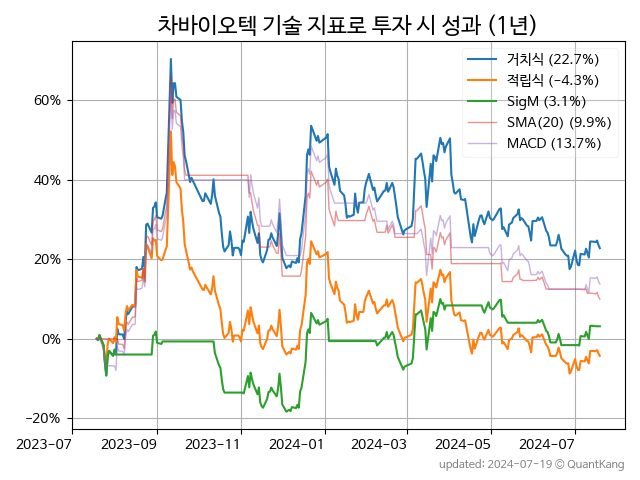 차바이오텍 기술 지표로 투자 시 성과 (1년)
거치식 (22.7%)
적립식 (−4.3%)
SigM (3.1%)
SMA(20) (9.9%)
MACD (13.7%)
60%
40%
20%
0%
−20%
2023-07
2023-09
2023-11
2024-01
2024-03
2024-05
2024-07
updated: 2024-07-19 © QuantKang